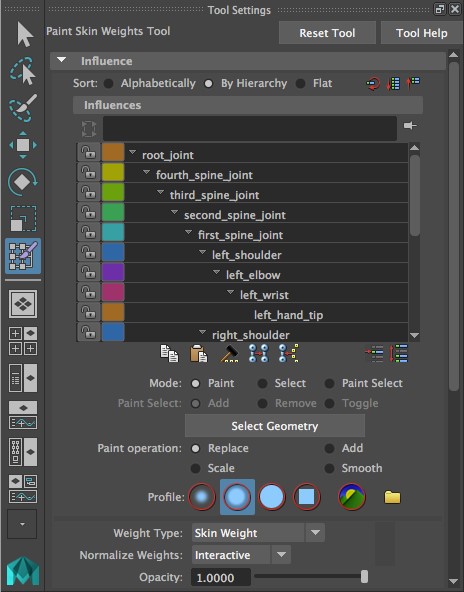 Tool Settings
Paint Skin Weights Tool Reset Tool Tool Help
Influence
Sort: Alphabetically By Hierarchy Flat
Influences
root_joint
fourth_spine_joint
third_spine_joint
second_spine_joint
first_spine_joint
left_shoulder
left_elbow
left_wrist
left_hand_tip
right_shoulder
Mode: Paint Select Paint Select
Paint Select: Add Remove Toggle
Select Geometry
Paint operation: Replace Add
Scale Smooth
Profile:
Weight Type: Skin Weight
Normalize Weights: Interactive
Opacity: 1.0000